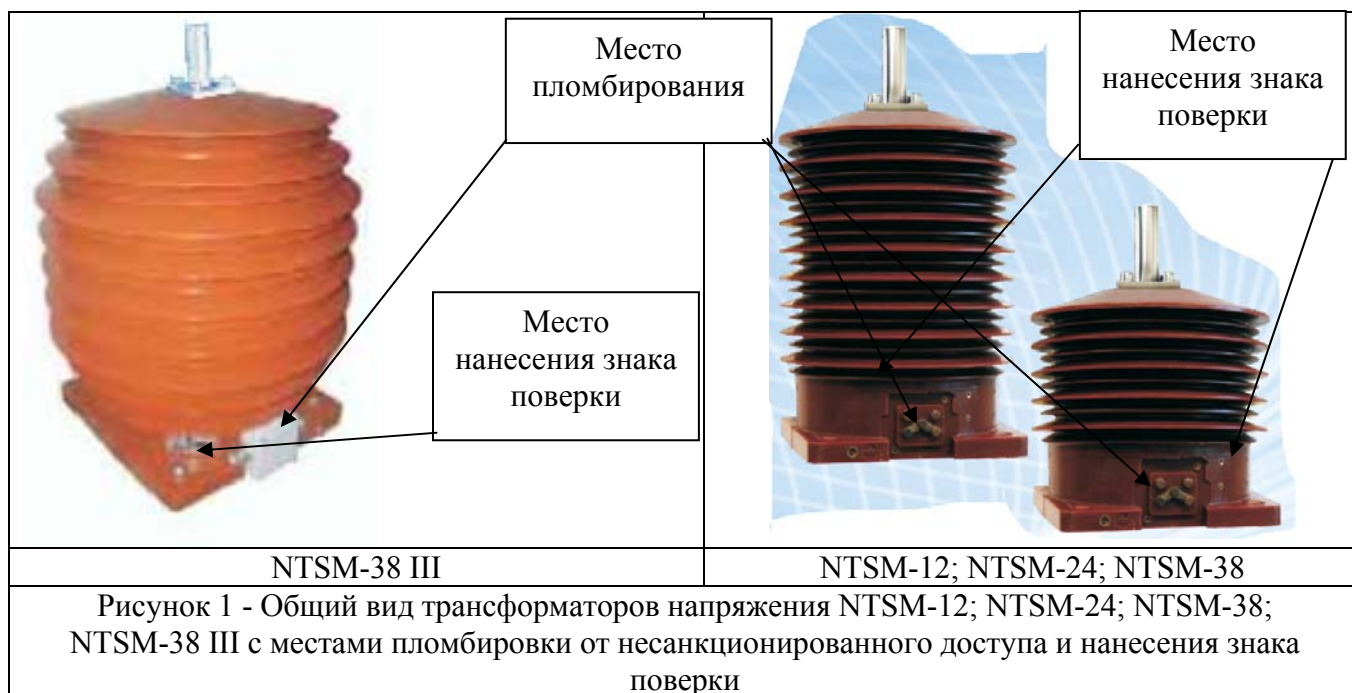 Место
пломбирования
Место
нанесения знака
поверки
Место
нанесения знака
поверки
NTSM-38 III
NTSM-12; NTSM-24; NTSM-38
Рисунок 1 - Общий вид трансформаторов напряжения NTSM-12; NTSM-24; NTSM-38;
NTSM-38 III с местами пломбировки от несанкционированного доступа и нанесения знака
поверки